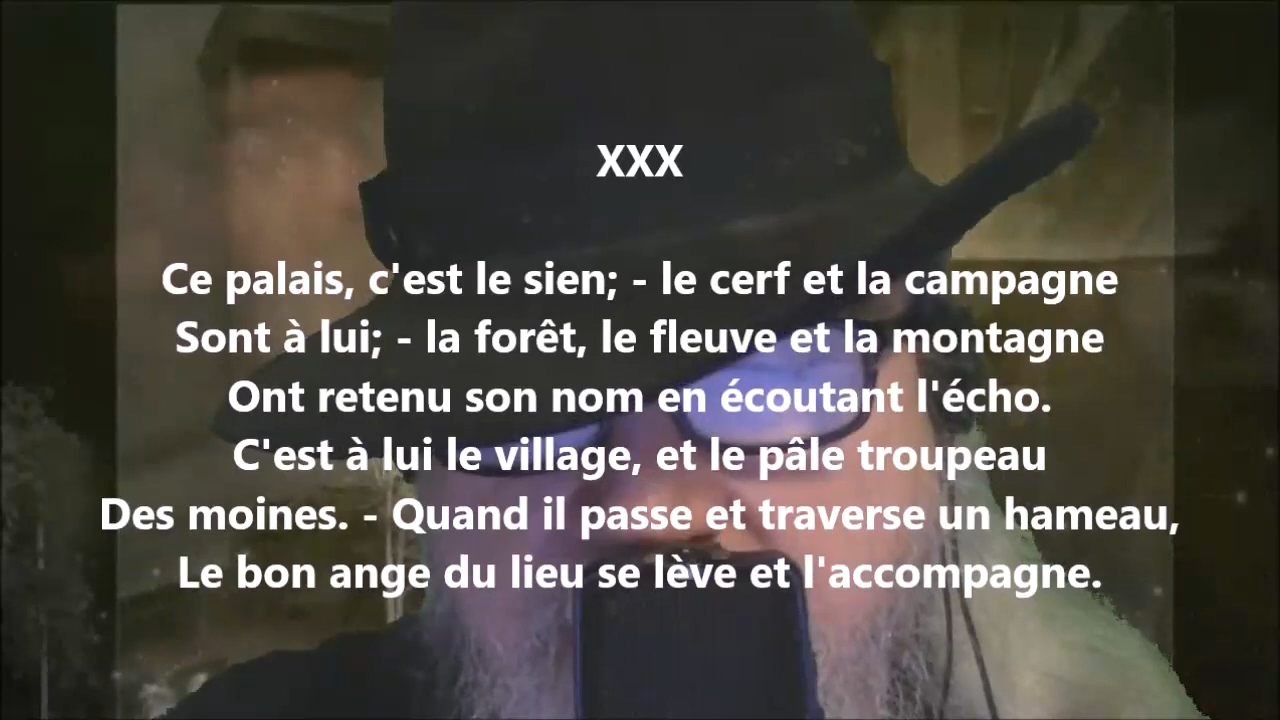 XXX
Ce palais, c'est le sien; - le cerf et la campagne
Sont à lui; - la forêt, le fleuve et la montagne
Ont retenu son nom en écoutant l'écho.
C'est à lui le village, et le pâle troupeau
Des moines. - Quand il passe et traverse un hameau,
Le bon ange du lieu se lève et l'accompagne.